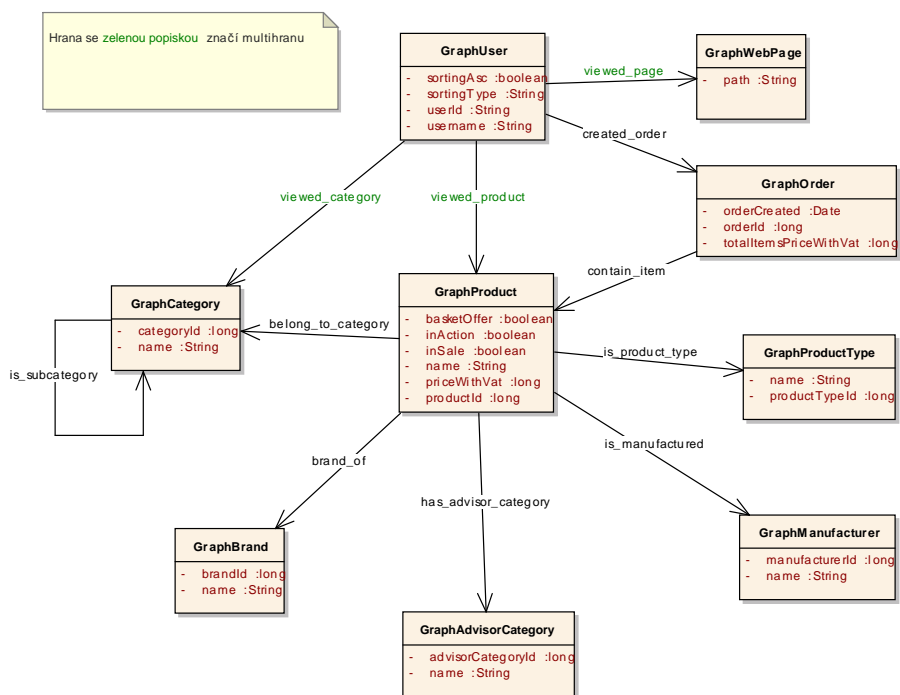 Hrana se zelenou popiskou značí multihranu
GraphUser
- sortingAsc :boolean
- sortingType :String
- userId :String
- username :String
viewed_page
GraphWebPage
- path :String
created_order
GraphOrder
- orderCreated :Date
- orderId :long
- totalItemsPriceWithVat :long
viewed_category
viewed_product
contain_item
GraphCategory
- categoryId :long
- name :String
is_subcategory
belong_to_category
GraphProduct
- basketOffer :boolean
- inAction :boolean
- inSale :boolean
- name :String
- priceWithVat :long
- productId :long
is_product_type
GraphProductType
- name :String
- productTypeId :long
is_manufactured
brand_of
has_advisor_category
GraphBrand
- brandId :long
- name :String
GraphManufacturer
- manufacturerId :long
- name :String
GraphAdvisorCategory
- advisorCategoryId :long
- name :String